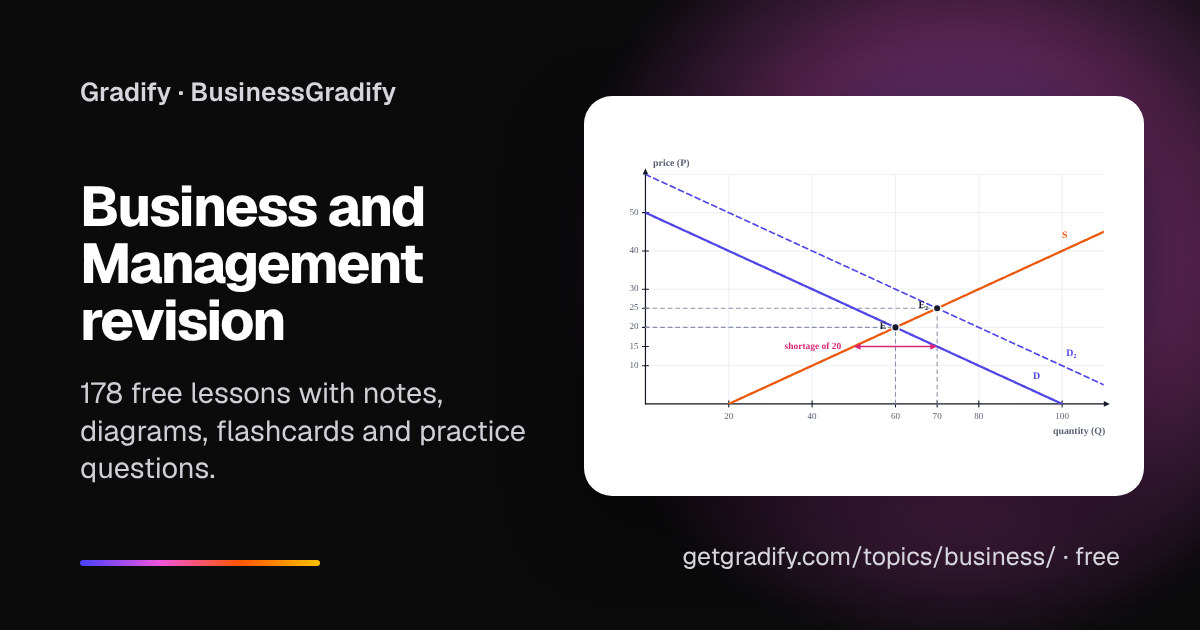 Gradify · BusinessGradify
Business and
Management
revision
178 free lessons with notes,
diagrams, flashcards and practice
questions.
price (P)
50
40
30
25
20
15
10
S
E₂
E
shortage of 20
D₂
D
20
40
60
70
80
100
quantity (Q)
getgradify.com/topics/business/ · free